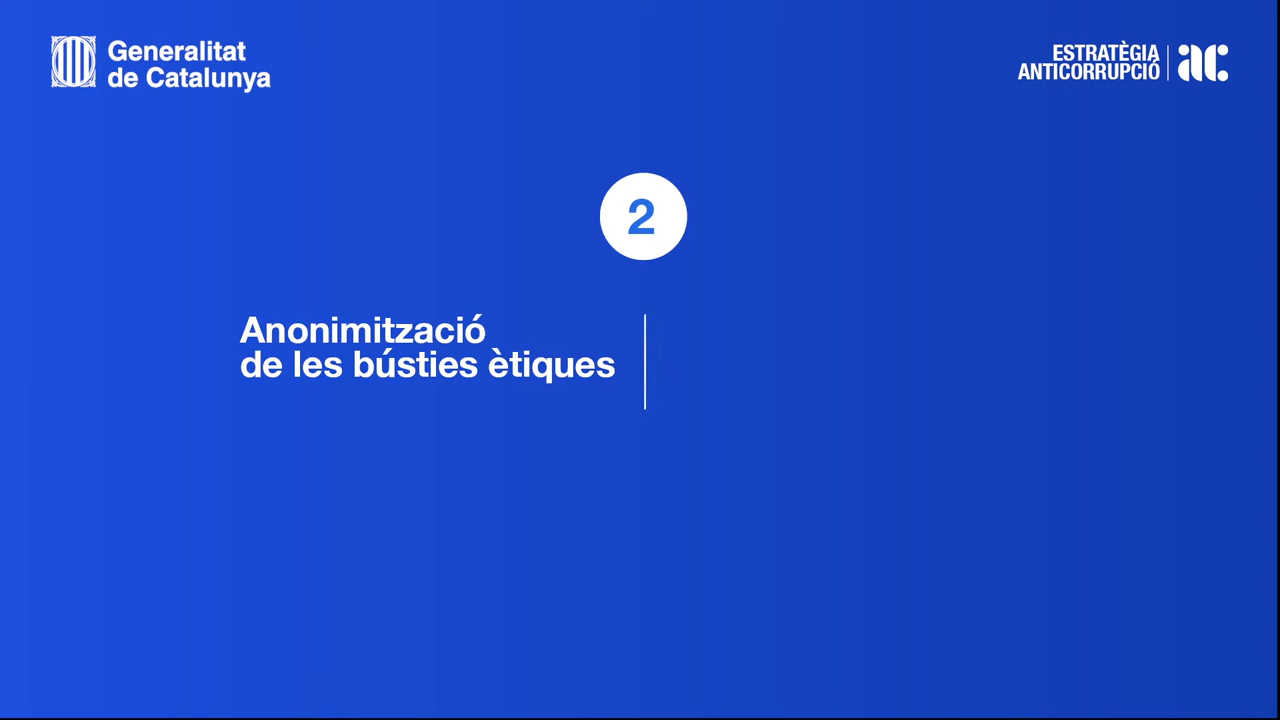 Generalitat
de Catalunya
ESTRATÈGIA
ANTICORRUPCIÓ
ac
2
Anonimització
de les bústies ètiques